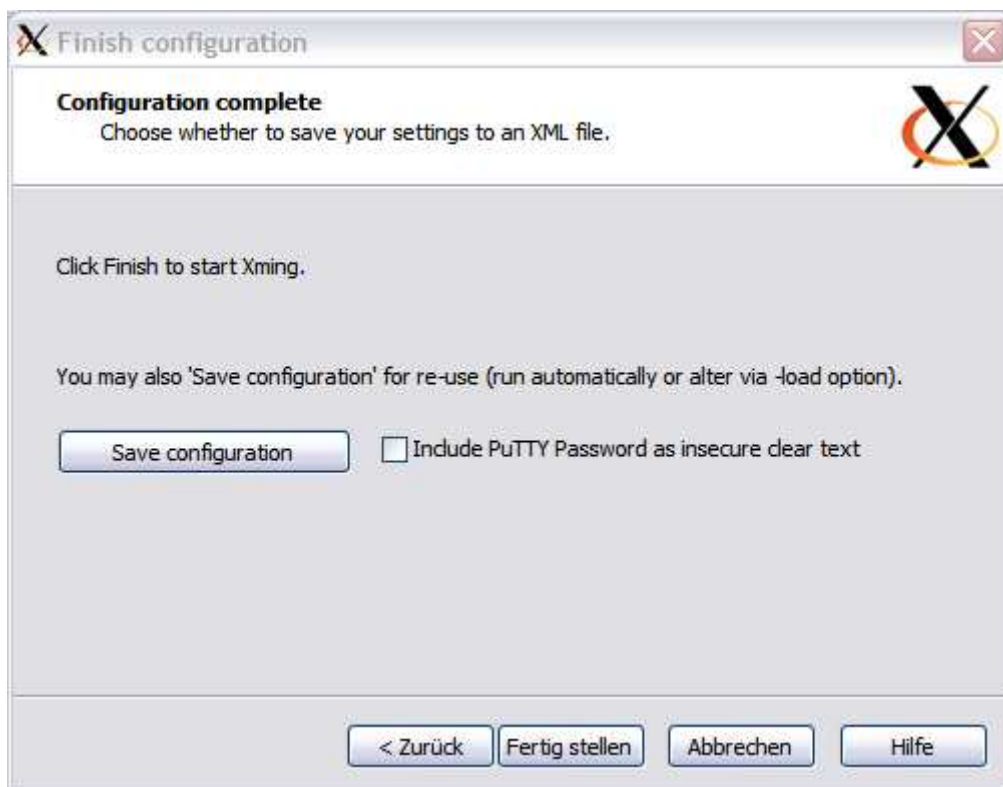 Finish configuration
Configuration complete
Choose whether to save your settings to an XML file.
Click Finish to start Xming.
You may also 'Save configuration' for re-use (run automatically or alter via -load option).
Save configuration
Include PuTTY Password as insecure clear text
< Zurück
Fertig stellen
Abbrechen
Hilfe